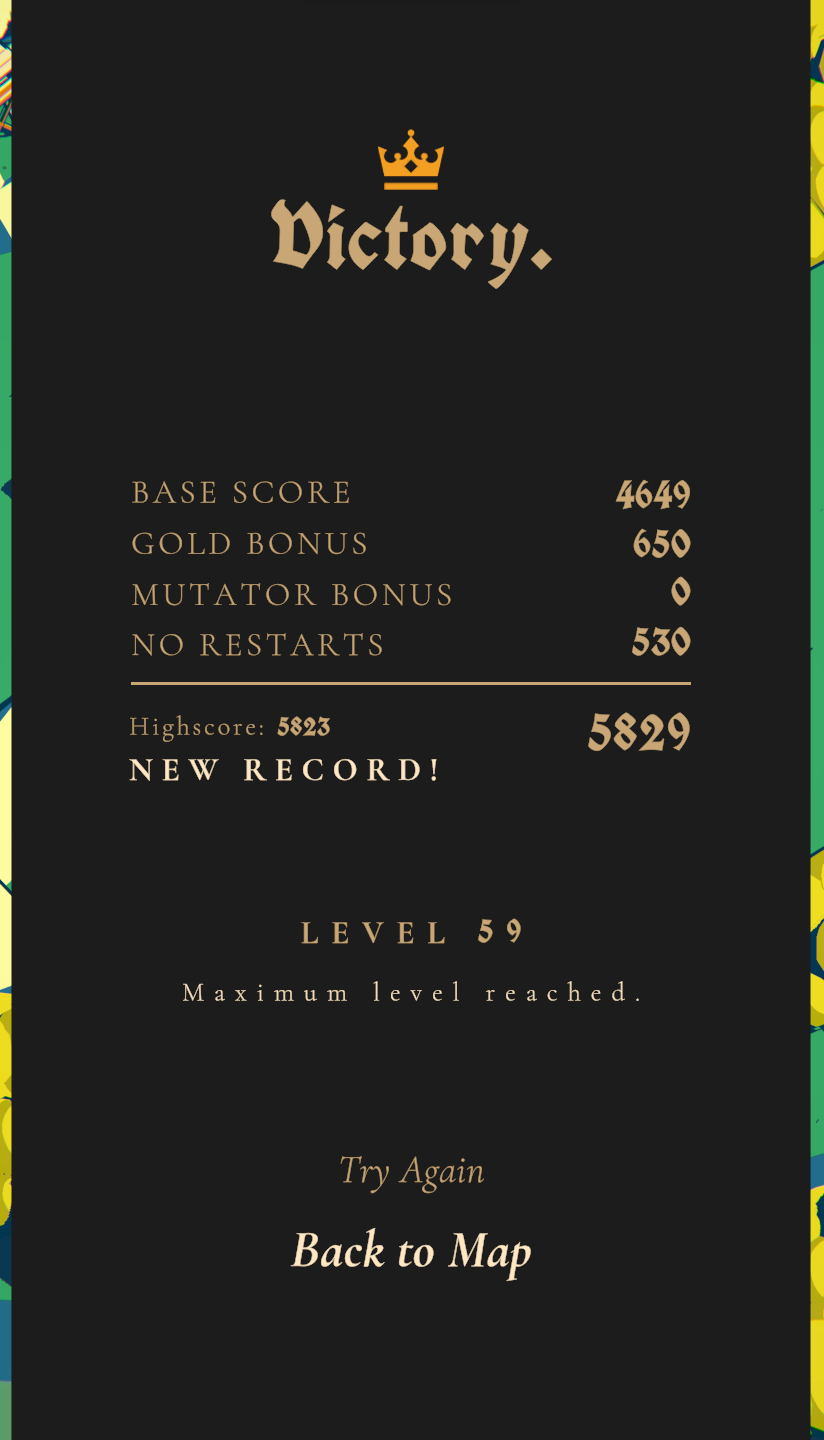 Victory.
BASE SCORE 4649
GOLD BONUS 650
MUTATOR BONUS 0
NO RESTARTS 530
Highscore: 5823 5829
NEW RECORD!
LEVEL 59
Maximum level reached.
Try Again
Back to Map